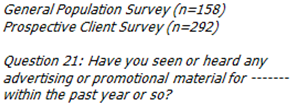 General Population Survey (n=158)
Prospective Client Survey (n=292)
Question 21: Have you seen or heard any
advertising or promotional material for -------
within the past year or so?